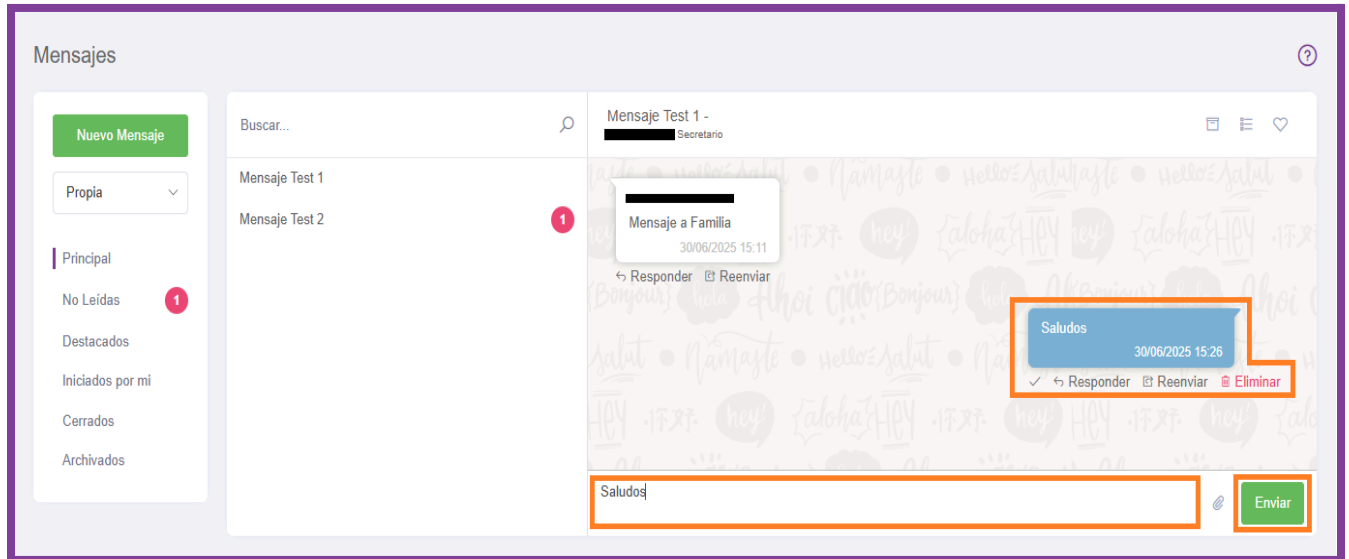 Mensajes
Nuevo Mensaje
Propia
Principal
No Leídas 1
Destacados
Iniciados por mi
Cerrados
Archivados
Buscar...
Mensaje Test 1
Mensaje Test 2 1
Mensaje Test 1 -
Secretario
Mensaje a Familia
30/06/2025 15:11
Responder Reenviar
Saludos
30/06/2025 15:26
Responder Reenviar Eliminar
Saludos
Enviar